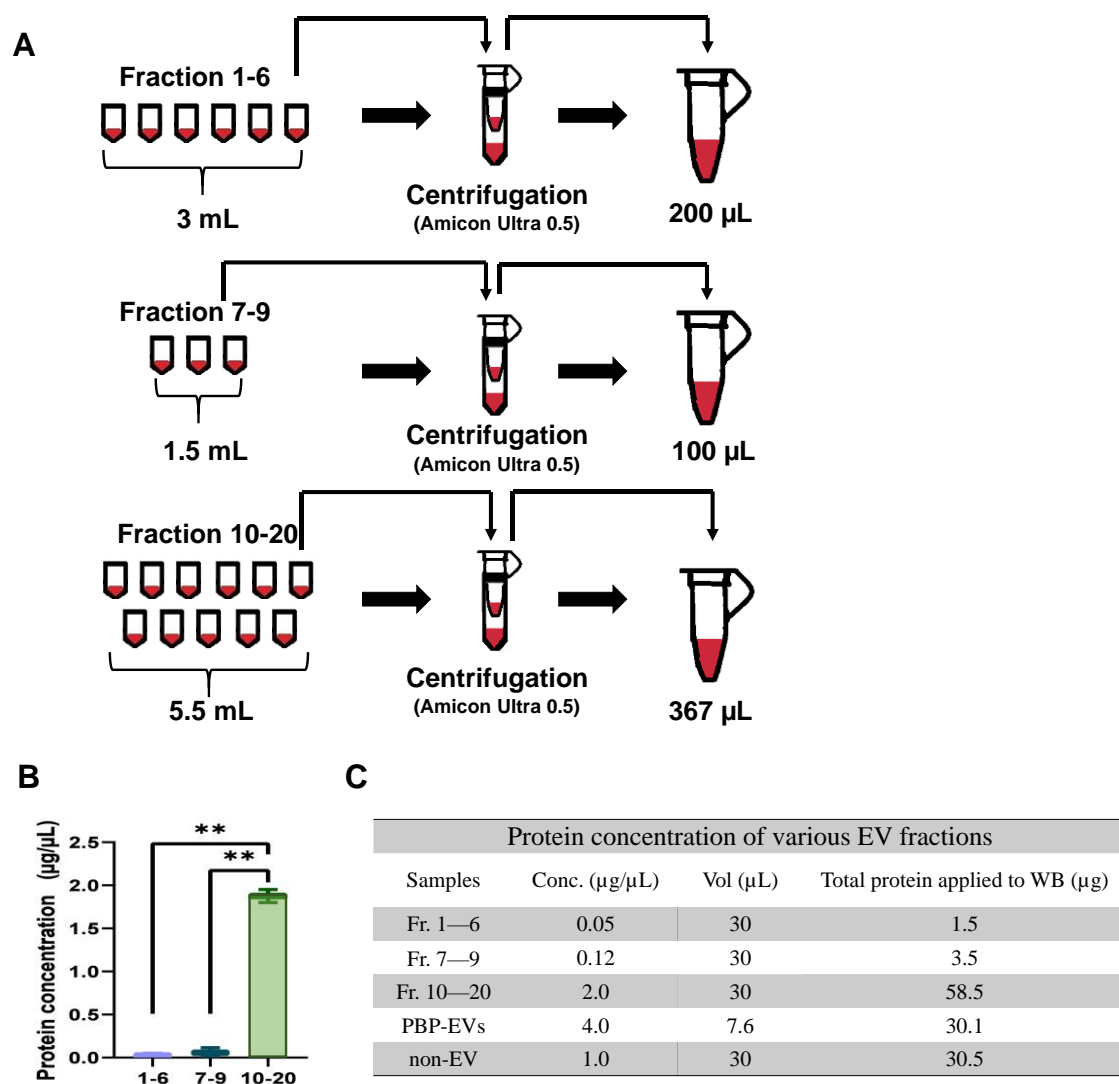 A
Fraction 1-6
3 mL
Centrifugation
(Amicon Ultra 0.5)
200 µL
Fraction 7-9
1.5 mL
Centrifugation
(Amicon Ultra 0.5)
100 µL
Fraction 10-20
5.5 mL
Centrifugation
(Amicon Ultra 0.5)
367 µL
B
Protein concentration (µg/µL)
2.5
2.0
1.5
1.0
0.5
0.0
**
**
1-6 7-9 10-20
C
Protein concentration of various EV fractions
Samples Conc. (µg/µL) Vol (µL) Total protein applied to WB (µg)
Fr. 1—6 0.05 30 1.5
Fr. 7—9 0.12 30 3.5
Fr. 10—20 2.0 30 58.5
PBP-EVs 4.0 7.6 30.1
non-EV 1.0 30 30.5